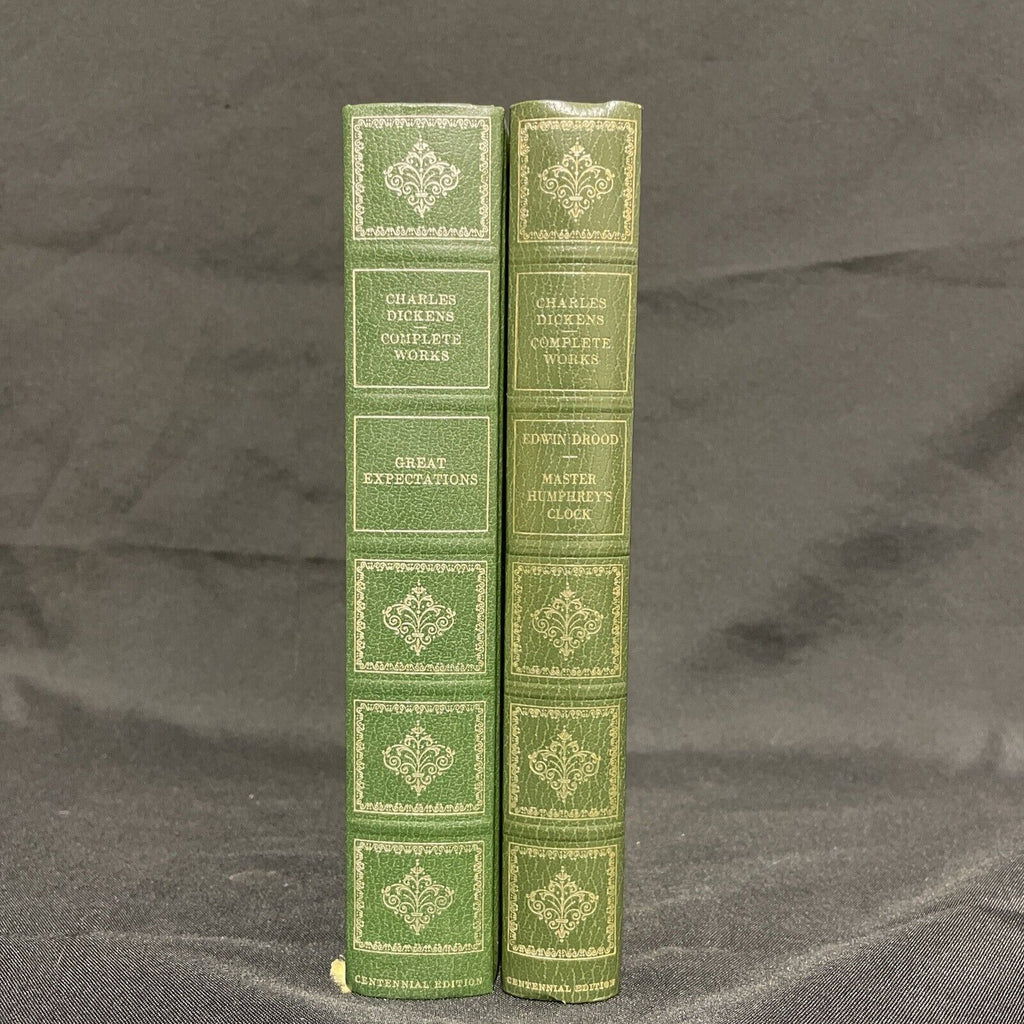 CHARLES
DICKENS
COMPLETE
WORKS
GREAT
EXPECTATIONS
CENTENNIAL EDITION
CHARLES
DICKENS
COMPLETE
WORKS
EDWIN DROOD
MASTER
HUMPHREY'S
CLOCK
CENTENNIAL EDITION